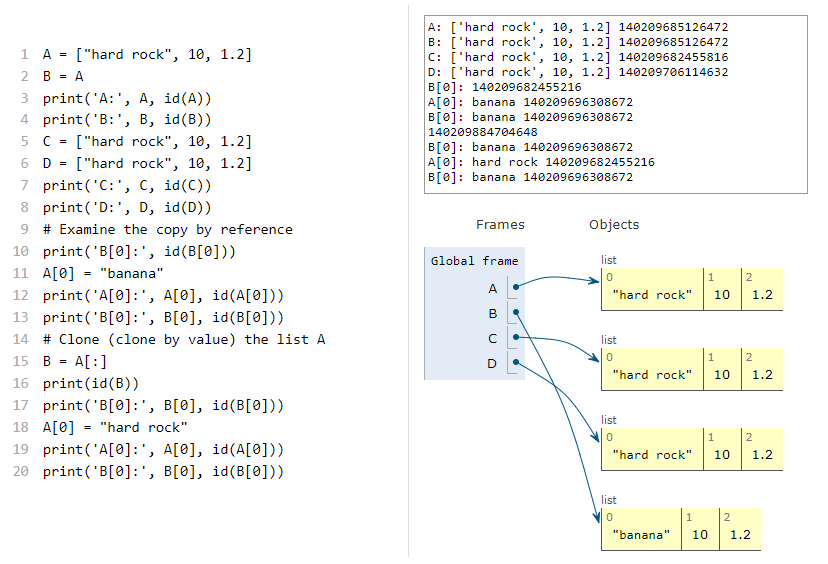 1 A = ["hard rock", 10, 1.2]
2 B = A
3 print('A:', A, id(A))
4 print('B:', B, id(B))
5 C = ["hard rock", 10, 1.2]
6 D = ["hard rock", 10, 1.2]
7 print('C:', C, id(C))
8 print('D:', D, id(D))
9 # Examine the copy by reference
10 print('B[0]:', id(B[0]))
11 A[0] = "banana"
12 print('A[0]:', A[0], id(A[0]))
13 print('B[0]:', B[0], id(B[0]))
14 # Clone (clone by value) the list A
15 B = A[:]
16 print(id(B))
17 print('B[0]:', B[0], id(B[0]))
18 A[0] = "hard rock"
19 print('A[0]:', A[0], id(A[0]))
20 print('B[0]:', B[0], id(B[0]))
A: ['hard rock', 10, 1.2] 140209685126472
B: ['hard rock', 10, 1.2] 140209685126472
C: ['hard rock', 10, 1.2] 140209682455816
D: ['hard rock', 10, 1.2] 140209706114632
B[0]: 140209682455216
A[0]: banana 140209696308672
B[0]: banana 140209696308672
140209884704648
B[0]: banana 140209696308672
A[0]: hard rock 140209682455216
B[0]: banana 140209696308672
Frames Objects
Global frame
A
B
C
D
list
0 1 2
"hard rock" 10 1.2
list
0 1 2
"hard rock" 10 1.2
list
0 1 2
"hard rock" 10 1.2
list
0 1 2
"banana" 10 1.2